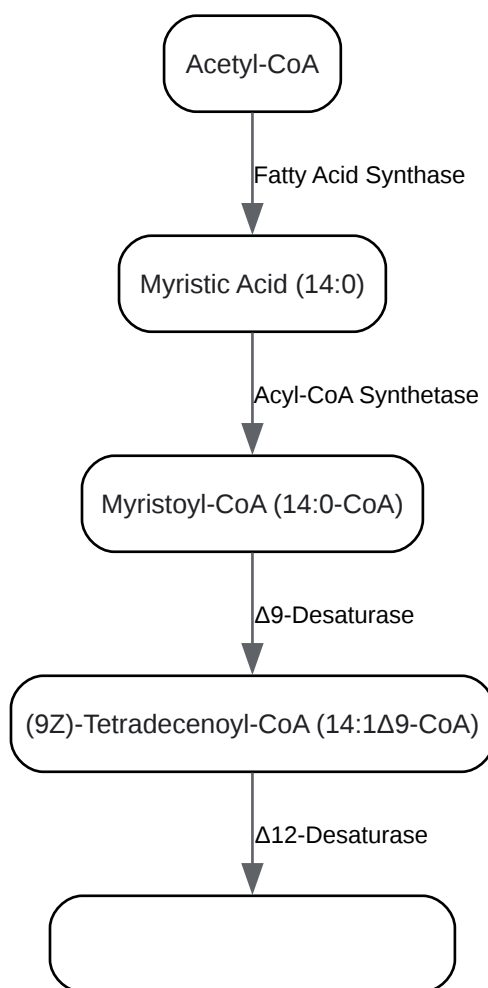 Acetyl-CoA
Fatty Acid Synthase
Myristic Acid (14:0)
Acyl-CoA Synthetase
Myristoyl-CoA (14:0-CoA)
Δ9-Desaturase
(9Z)-Tetradecenoyl-CoA (14:1Δ9-CoA)
Δ12-Desaturase